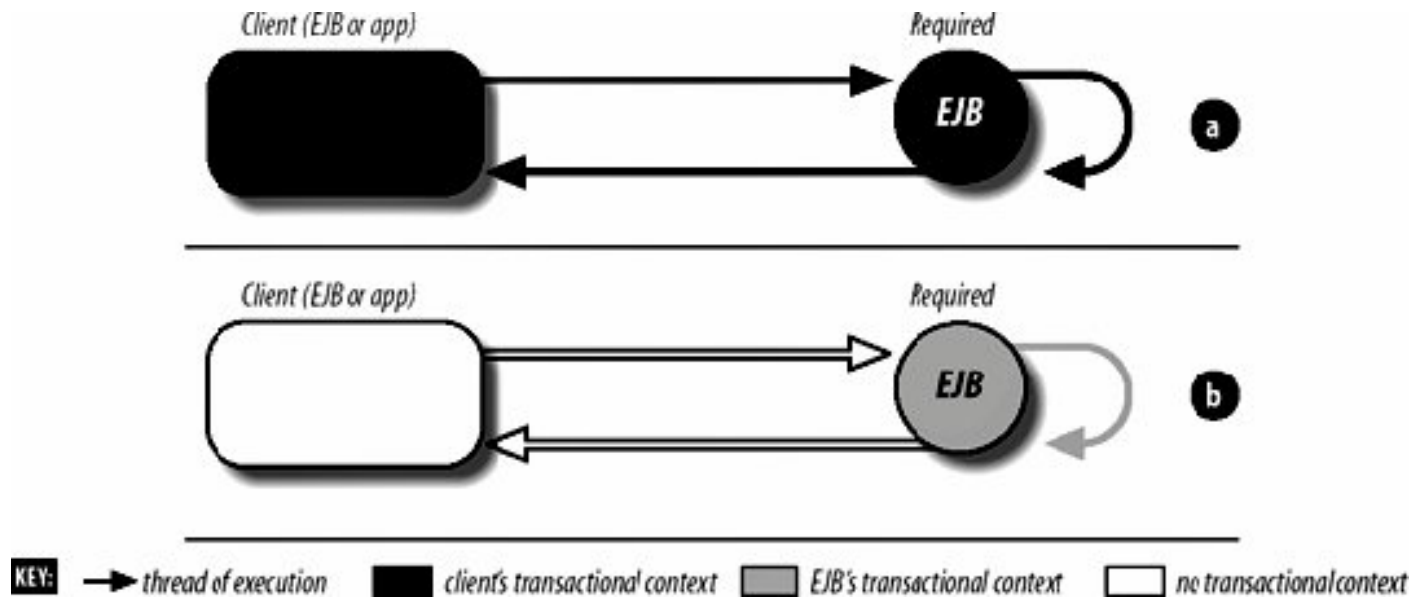 Client (EJB or app) Required
EJB
a
Client (EJB or app) Required
EJB
b
KEY: thread of execution client's transactional context EJB's transactional context no transactional context